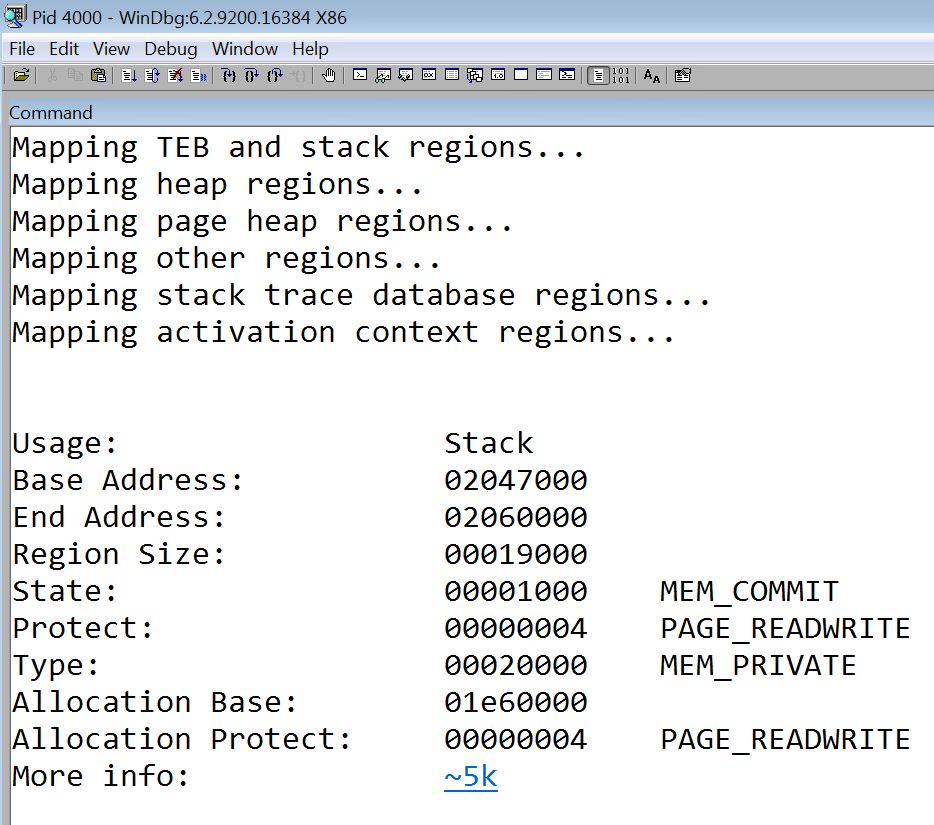 Pid 4000 - WinDbg:6.2.9200.16384 X86
File Edit View Debug Window Help
Command
Mapping TEB and stack regions...
Mapping heap regions...
Mapping page heap regions...
Mapping other regions...
Mapping stack trace database regions...
Mapping activation context regions...
Usage: Stack
Base Address: 02047000
End Address: 02060000
Region Size: 00019000
State: 00001000 MEM_COMMIT
Protect: 00000004 PAGE_READWRITE
Type: 00020000 MEM_PRIVATE
Allocation Base: 01e60000
Allocation Protect: 00000004 PAGE_READWRITE
More info: ~5k